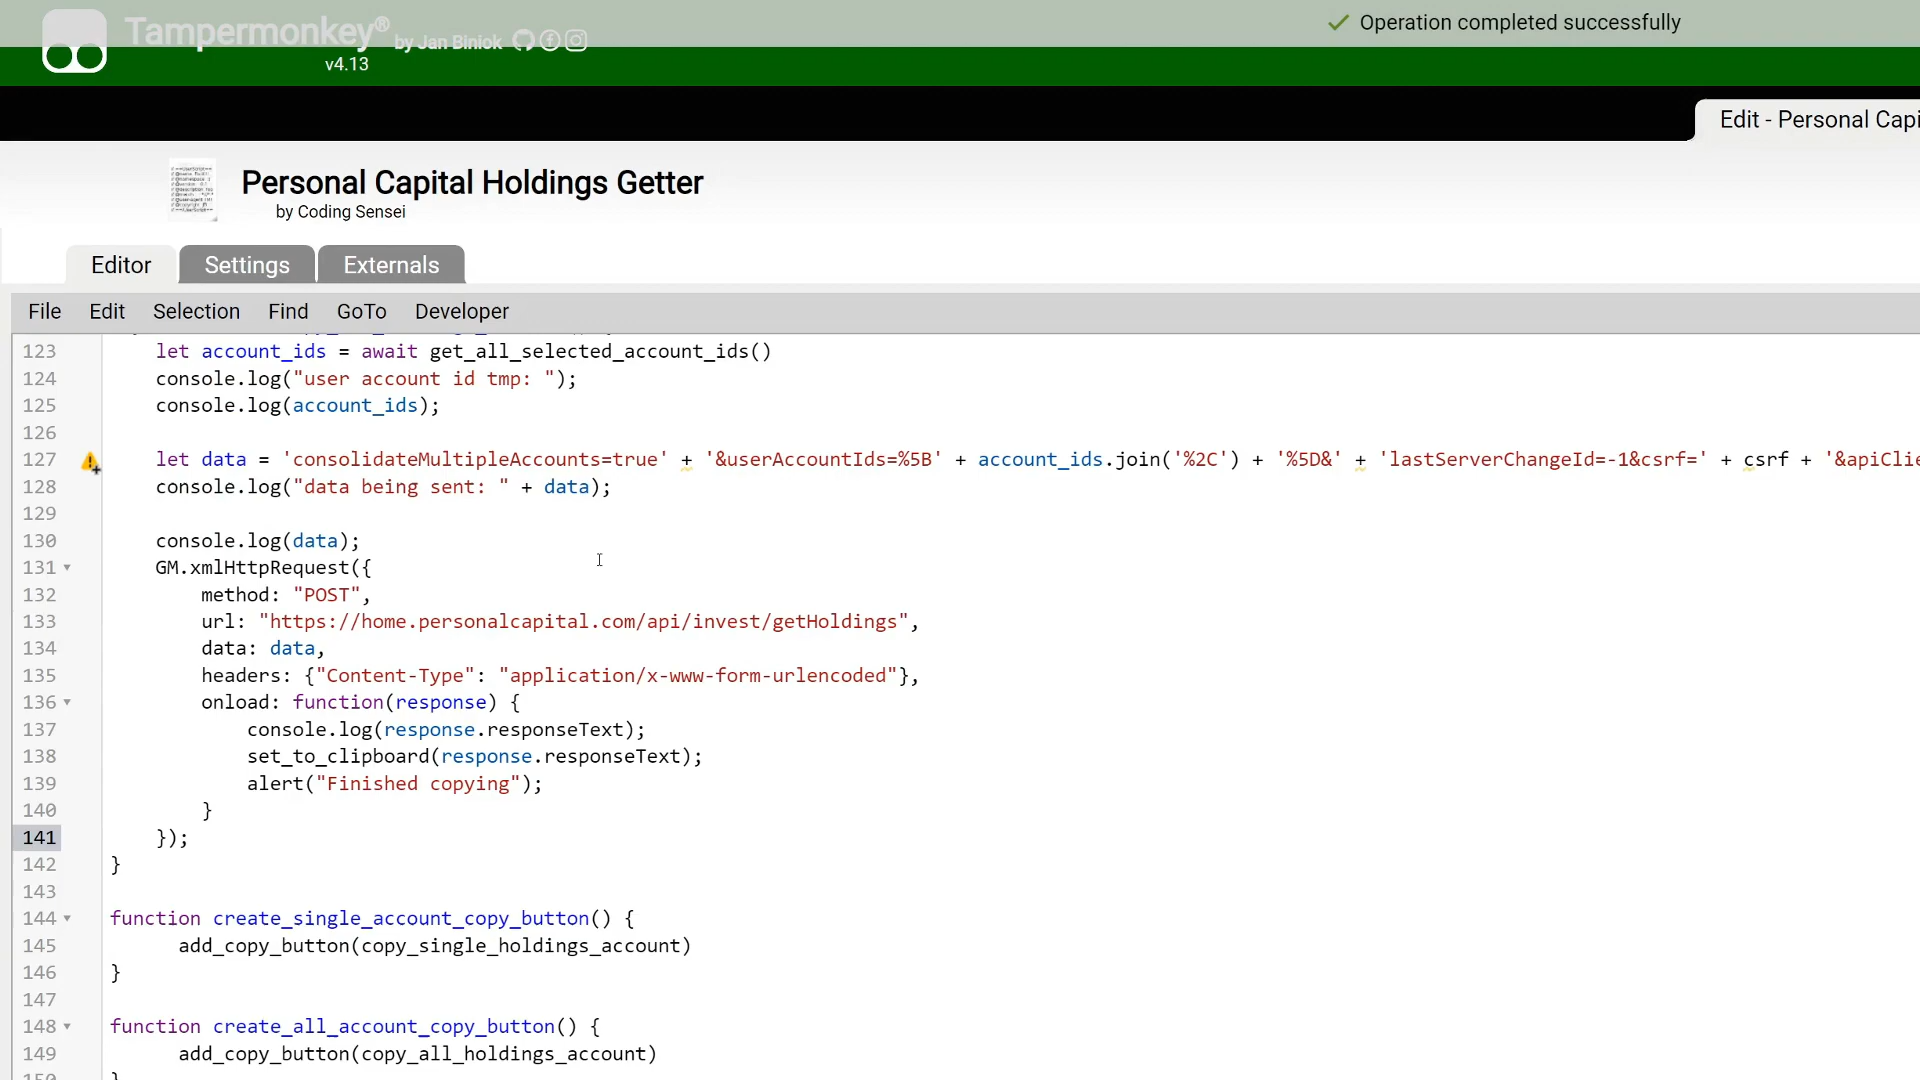 Tampermonkey® by Jan Biniok
v4.13
Operation completed successfully
Edit - Personal Capi
Personal Capital Holdings Getter
by Coding Sensei
Editor Settings Externals
File Edit Selection Find GoTo Developer
123 let account_ids = await get_all_selected_account_ids()
124 console.log("user account id tmp: ");
125 console.log(account_ids);
126
127 let data = 'consolidateMultipleAccounts=true' + '&userAccountIds=%5B' + account_ids.join('%2C') + '%5D&' + 'lastServerChangeId=-1&csrf=' + csrf + '&apiClie
128 console.log("data being sent: " + data);
129
130 console.log(data);
131 GM.xmlHttpRequest({
132 method: "POST",
133 url: "https://home.personalcapital.com/api/invest/getHoldings",
134 data: data,
135 headers: {"Content-Type": "application/x-www-form-urlencoded"},
136 onload: function(response) {
137 console.log(response.responseText);
138 set_to_clipboard(response.responseText);
139 alert("Finished copying");
140 }
141 });
142 }
143
144 function create_single_account_copy_button() {
145 add_copy_button(copy_single_holdings_account)
146 }
147
148 function create_all_account_copy_button() {
149 add_copy_button(copy_all_holdings_account)
150 }